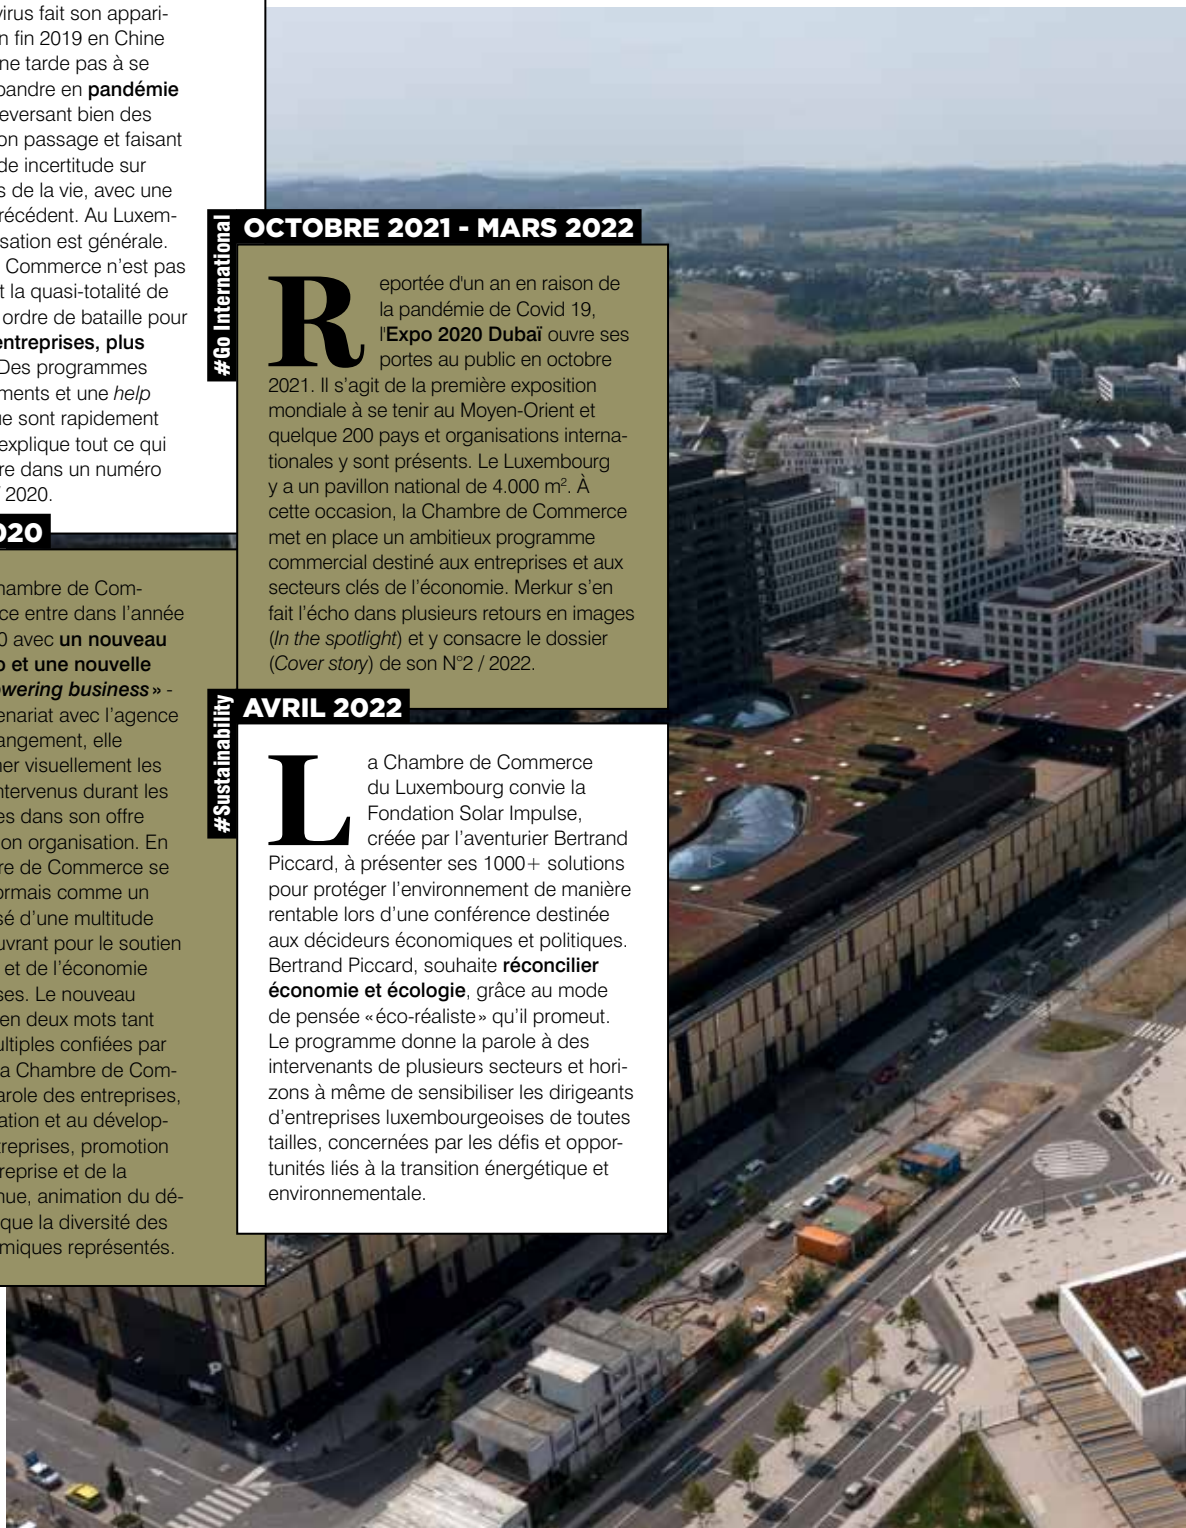 virus fait son appari-
n fin 2019 en Chine
ne tarde pas à se
pandre en pandémie
eversant bien des
on passage et faisant
de incertitude sur
s de la vie, avec une
récédent. Au Luxem-
sation est générale.
Commerce n'est pas
t la quasi-totalité de
ordre de bataille pour
entreprises, plus
Des programmes
ments et une help
ue sont rapidement
explique tout ce qui
re dans un numéro
/ 2020.
020
hambre de Com-
ce entre dans l'année
0 avec un nouveau
o et une nouvelle
owering business» -
enariat avec l'agence
angement, elle
ner visuellement les
ntervenus durant les
es dans son offre
on organisation. En
re de Commerce se
ormais comme un
sé d'une multitude
uvrant pour le soutien
et de l'économie
ses. Le nouveau
en deux mots tant
ultiples confiées par
a Chambre de Com-
arole des entreprises,
ation et au dévelop-
treprises, promotion
reprise et de la
nue, animation du dé-
que la diversité des
miques représentés.
#Go International
OCTOBRE 2021 - MARS 2022
Reportée d'un an en raison de
la pandémie de Covid 19,
l'Expo 2020 Dubaï ouvre ses
portes au public en octobre
2021. Il s'agit de la première exposition
mondiale à se tenir au Moyen-Orient et
quelque 200 pays et organisations interna-
tionales y sont présents. Le Luxembourg
y a un pavillon national de 4.000 m². À
cette occasion, la Chambre de Commerce
met en place un ambitieux programme
commercial destiné aux entreprises et aux
secteurs clés de l'économie. Merkur s'en
fait l'écho dans plusieurs retours en images
(In the spotlight) et y consacre le dossier
(Cover story) de son N°2 / 2022.
#Sustainability
AVRIL 2022
La Chambre de Commerce
du Luxembourg convie la
Fondation Solar Impulse,
créée par l'aventurier Bertrand
Piccard, à présenter ses 1000+ solutions
pour protéger l'environnement de manière
rentable lors d'une conférence destinée
aux décideurs économiques et politiques.
Bertrand Piccard, souhaite réconcilier
économie et écologie, grâce au mode
de pensée «éco-réaliste» qu'il promeut.
Le programme donne la parole à des
intervenants de plusieurs secteurs et hori-
zons à même de sensibiliser les dirigeants
d'entreprises luxembourgeoises de toutes
tailles, concernées par les défis et oppor-
tunités liés à la transition énergétique et
environnementale.